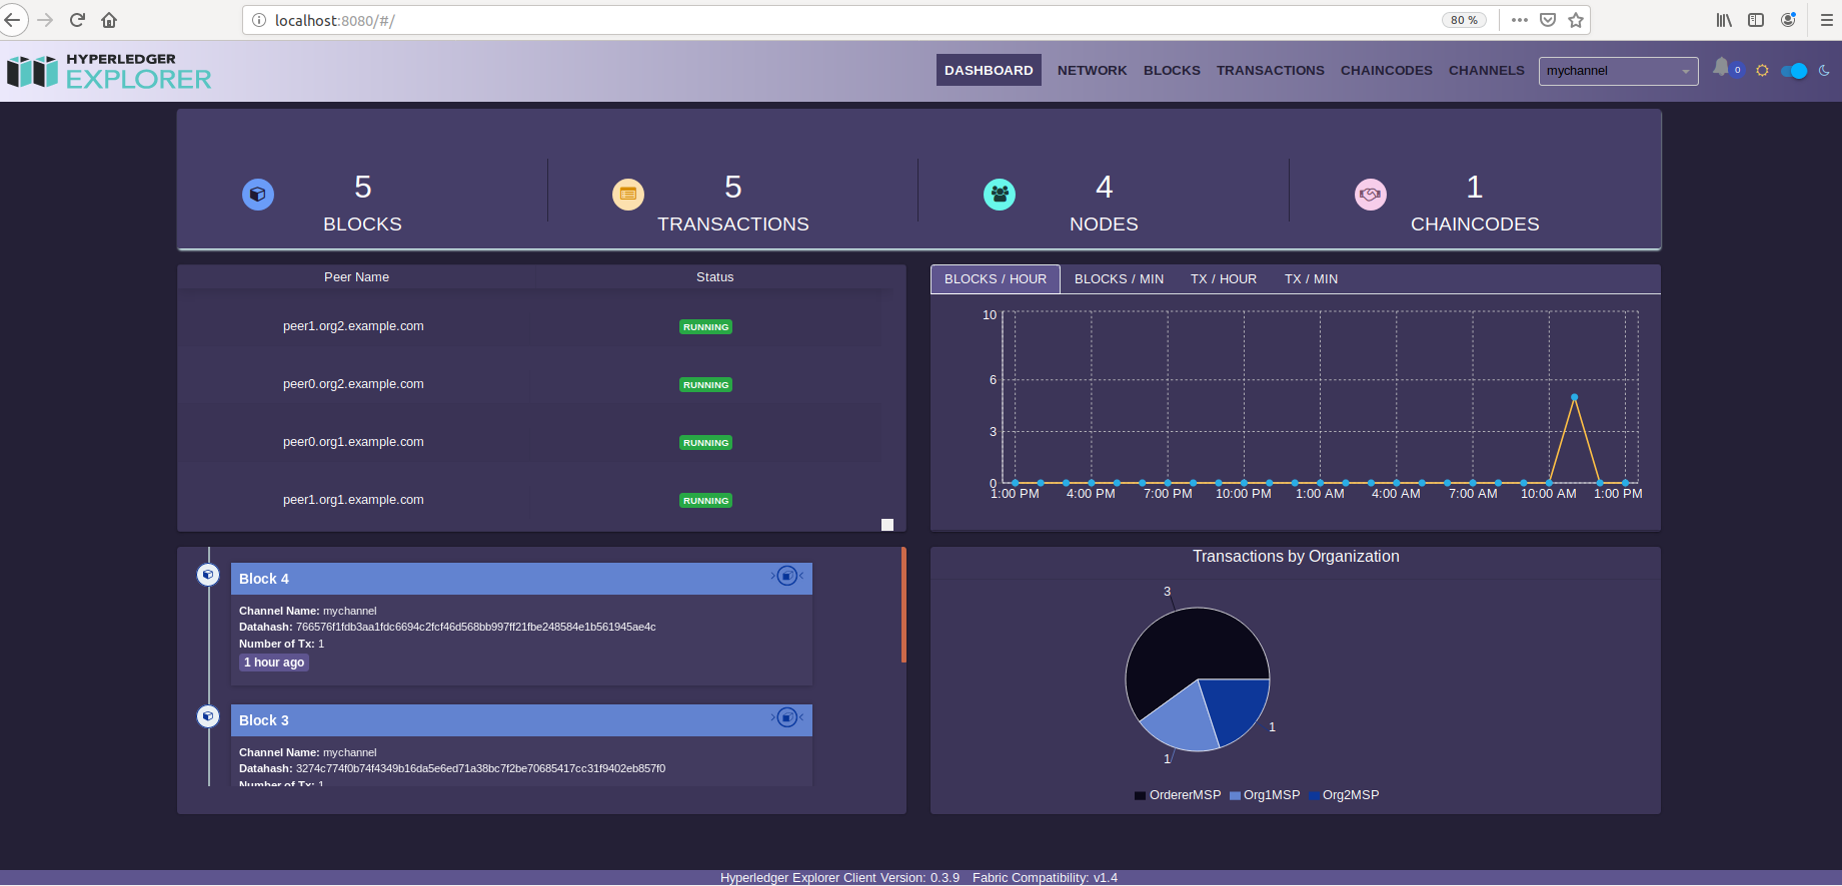 localhost:8080/#/
80 %
HYPERLEDGER
EXPLORER
DASHBOARD NETWORK BLOCKS TRANSACTIONS CHAINCODES CHANNELS mychannel 0
5
BLOCKS
5
TRANSACTIONS
4
NODES
1
CHAINCODES
Peer Name Status
peer1.org2.example.com RUNNING
peer0.org2.example.com RUNNING
peer0.org1.example.com RUNNING
peer1.org1.example.com RUNNING
BLOCKS / HOUR BLOCKS / MIN TX / HOUR TX / MIN
10
6
3
0
1:00 PM 4:00 PM 7:00 PM 10:00 PM 1:00 AM 4:00 AM 7:00 AM 10:00 AM 1:00 PM
Block 4
Channel Name: mychannel
Datahash: 766576f1fdb3aa1fdc6694c2fcf46d568bb997ff21fbe248584e1b561945ae4c
Number of Tx: 1
1 hour ago
Block 3
Channel Name: mychannel
Datahash: 3274c774f0b74f4349b16da5e6ed71a38bc7f2be70685417cc31f9402eb857f0
Number of Tx: 1
Transactions by Organization
3
1
1
OrdererMSP Org1MSP Org2MSP
Hyperledger Explorer Client Version: 0.3.9 Fabric Compatibility: v1.4